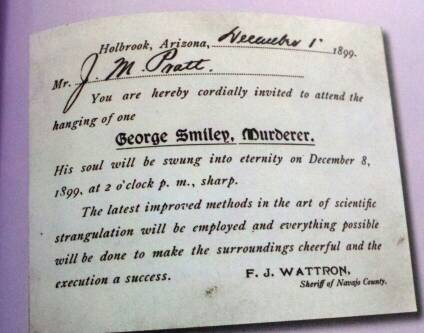 Holbrook, Arizona, December 1st 1899.
Mr. J. M. Pratt.
You are hereby cordially invited to attend the
hanging of one
George Smiley, Murderer.
His soul will be swung into eternity on December 8,
1899, at 2 o'clock p. m., sharp.
The latest improved methods in the art of scientific
strangulation will be employed and everything possible
will be done to make the surroundings cheerful and the
execution a success.
F. J. WATTRON,
Sheriff of Navajo County.